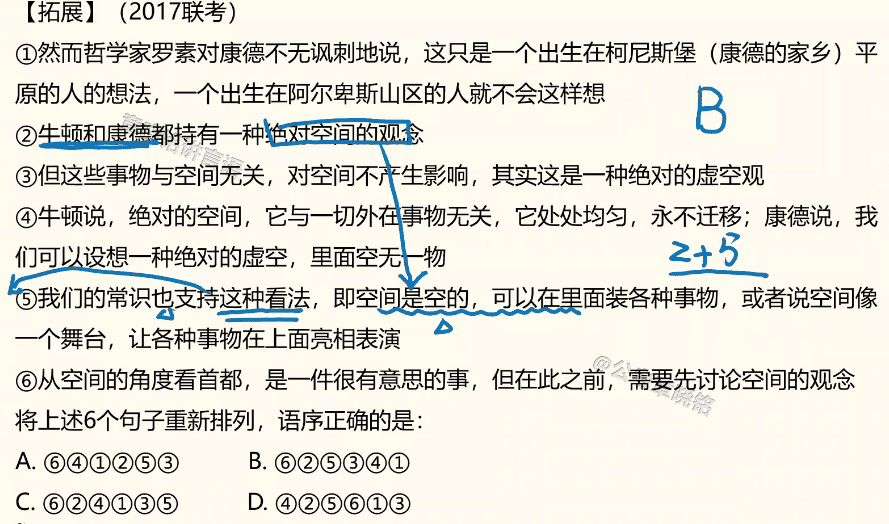 【拓展】（2017联考）
①然而哲学家罗素对康德不无讽刺地说，这只是一个出生在柯尼斯堡（康德的家乡）平
原的人的想法，一个出生在阿尔卑斯山区的人就不会这样想
B
②牛顿和康德都持有一种绝对空间的观念
③但这些事物与空间无关，对空间不产生影响，其实这是一种绝对的虚空观
④牛顿说，绝对的空间，它与一切外在事物无关，它处处均匀，永不迁移；康德说，我
们可以设想一种绝对的虚空，里面空无一物
2+5
⑤我们的常识也支持这种看法，即空间是空的，可以在里面装各种事物，或者说空间像
一个舞台，让各种事物在上面亮相表演
⑥从空间的角度看首都，是一件很有意思的事，但在此之前，需要先讨论空间的观念
将上述6个句子重新排列，语序正确的是：
A. ⑥④①②⑤③ B. ⑥②⑤③④①
C. ⑥②④①③⑤ D. ④②⑤⑥①③